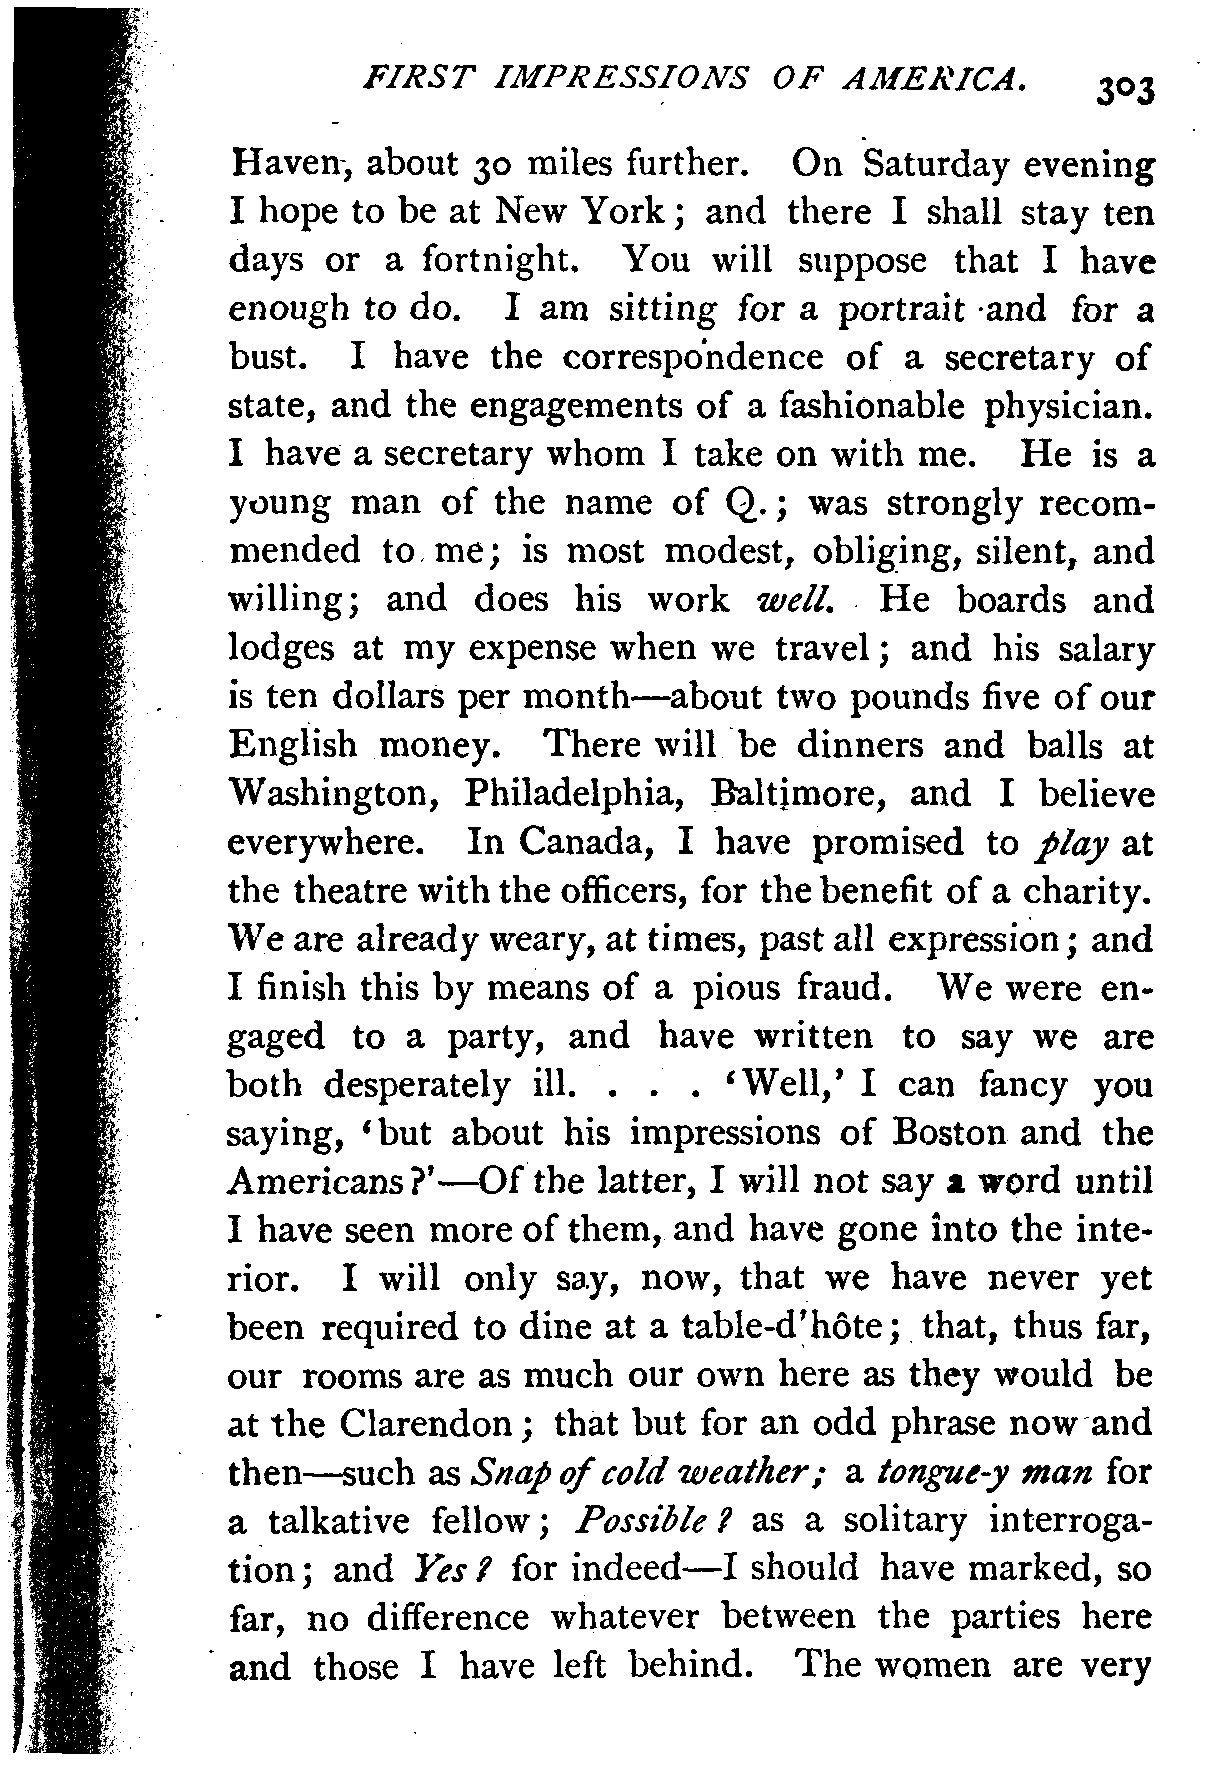 FIRST IMPRESSIONS OF AMERICA. 303
Haven, about 30 miles further. On Saturday evening
I hope to be at New York; and there I shall stay ten
days or a fortnight. You will suppose that I have
enough to do. I am sitting for a portrait and for a
bust. I have the correspondence of a secretary of
state, and the engagements of a fashionable physician.
I have a secretary whom I take on with me. He is a
young man of the name of Q.; was strongly recom-
mended to me; is most modest, obliging, silent, and
willing; and does his work well. He boards and
lodges at my expense when we travel; and his salary
is ten dollars per month—about two pounds five of our
English money. There will be dinners and balls at
Washington, Philadelphia, Baltimore, and I believe
everywhere. In Canada, I have promised to play at
the theatre with the officers, for the benefit of a charity.
We are already weary, at times, past all expression; and
I finish this by means of a pious fraud. We were en-
gaged to a party, and have written to say we are
both desperately ill. . . . 'Well,' I can fancy you
saying, 'but about his impressions of Boston and the
Americans?'—Of the latter, I will not say a word until
I have seen more of them, and have gone into the inte-
rior. I will only say, now, that we have never yet
been required to dine at a table-d'hôte; that, thus far,
our rooms are as much our own here as they would be
at the Clarendon; that but for an odd phrase now and
then—such as Snap of cold weather; a tongue-y man for
a talkative fellow; Possible? as a solitary interroga-
tion; and Yes? for indeed—I should have marked, so
far, no difference whatever between the parties here
and those I have left behind. The women are very